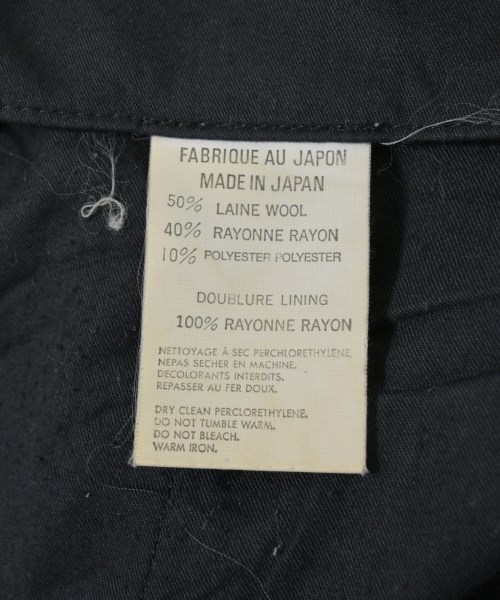 FABRIQUE AU JAPON
MADE IN JAPAN
50% LAINE WOOL
40% RAYONNE RAYON
10% POLYESTER POLYESTER
DOUBLURE LINING
100% RAYONNE RAYON
NETTOYAGE À SEC PERCHLORETHYLENE.
NEPAS SECHER EN MACHINE.
DECOLORANTS INTERDITS.
REPASSER AU FER DOUX.
DRY CLEAN PERCLORETHYLENE.
DO NOT TUMBLE WARM.
DO NOT BLEACH.
WARM IRON.